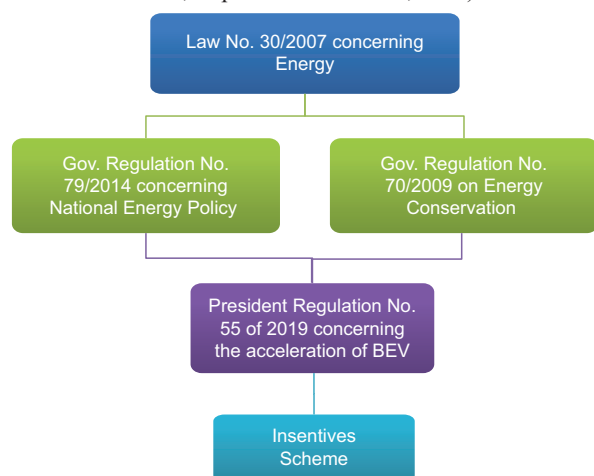 Law No. 30/2007 concerning
Energy
Gov. Regulation No.
79/2014 concerning
National Energy Policy
Gov. Regulation No.
70/2009 on Energy
Conservation
President Regulation No.
55 of 2019 concerning
the acceleration of BEV
Insentives
Scheme